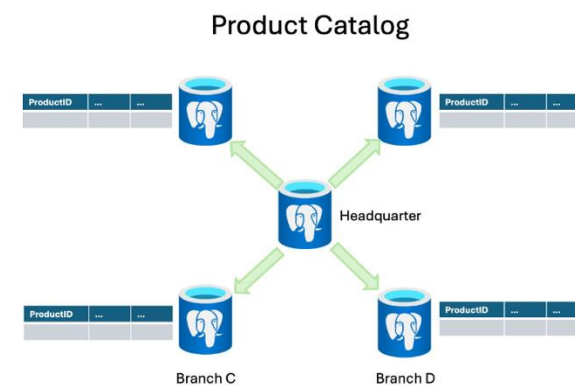 Product Catalog
ProductID ... ...
ProductID ... ...
Headquarter
ProductID ... ...
ProductID ... ...
Branch C
Branch D